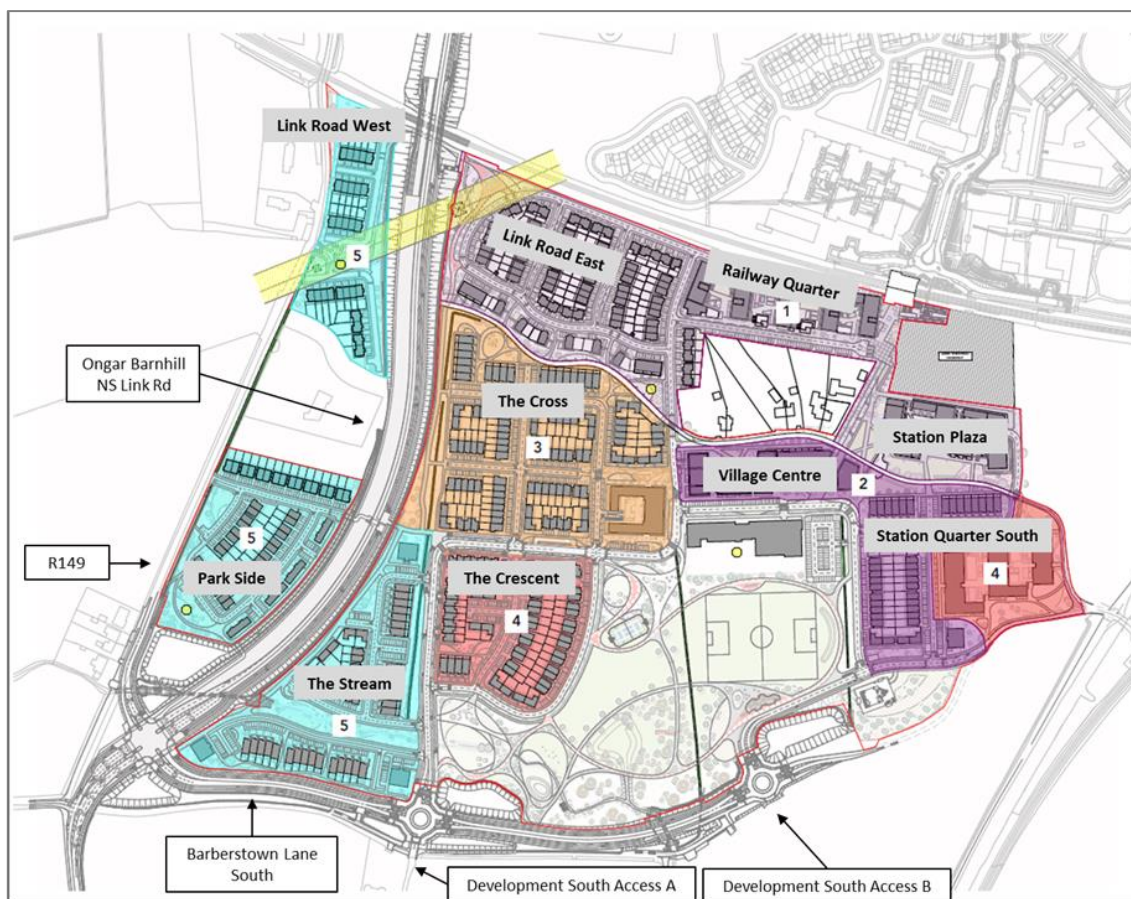 Link Road West
5
Link Road East
Railway Quarter
1
Ongar Barnhill
NS Link Rd
The Cross
3
Station Plaza
Village Centre
2
5
Station Quarter South
R149
Park Side
The Crescent
4
4
The Stream
5
Barberstown Lane
South
Development South Access A
Development South Access B